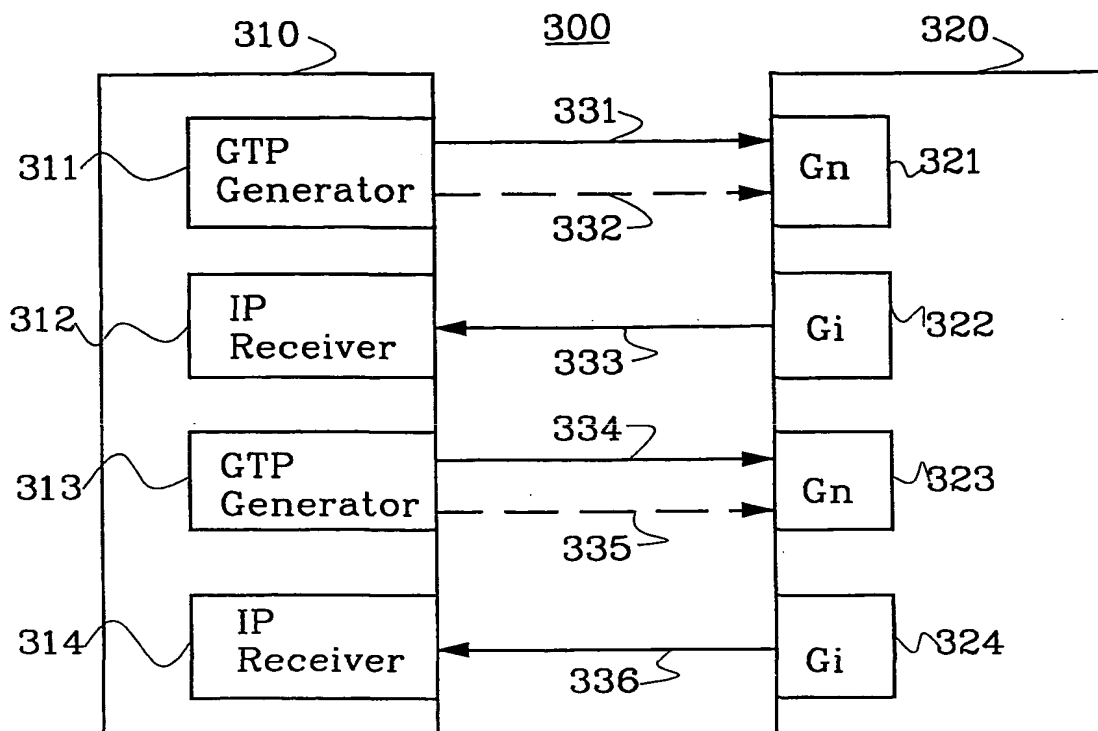 310 300 320
331
311 GTP Gn 321
Generator
332
312 IP Gi 322
Receiver
333
334
313 GTP Gn 323
Generator
335
314 IP Gi 324
Receiver
336